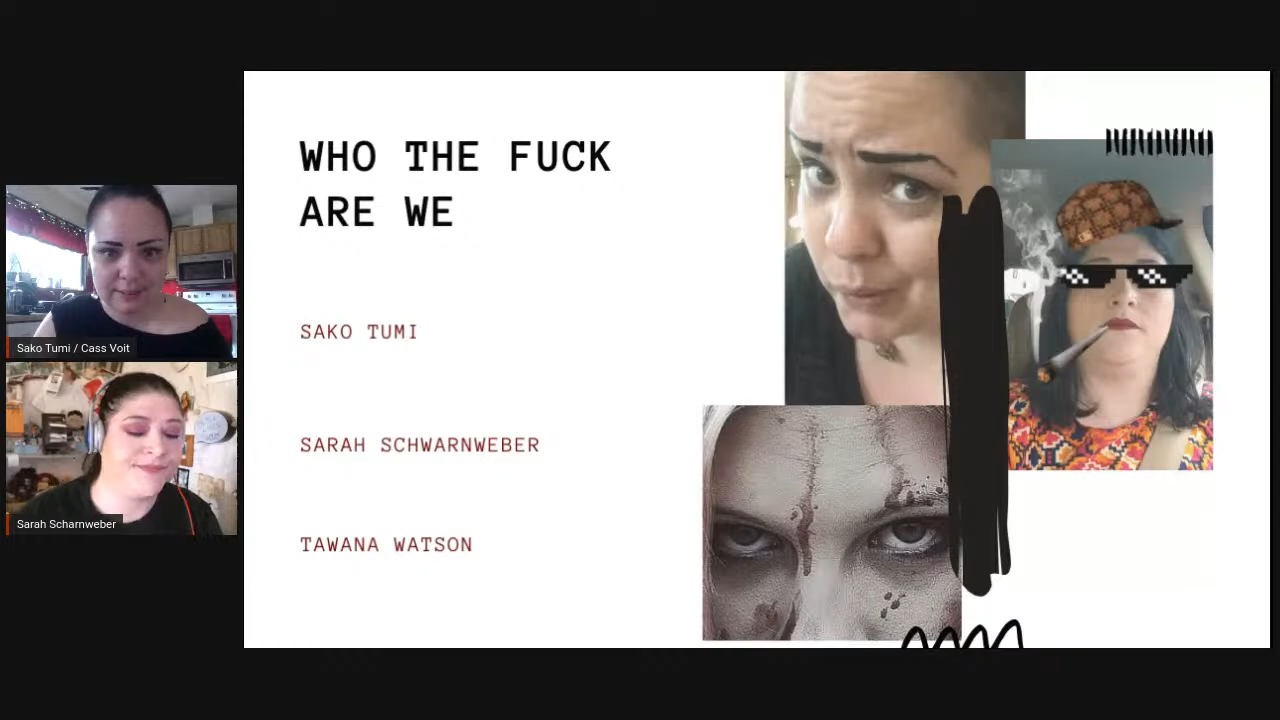 WHO THE FUCK
ARE WE
SAKO TUMI
SARAH SCHWARNWEBER
TAWANA WATSON
Sako Tumi / Cass Voit
Sarah Scharnweber